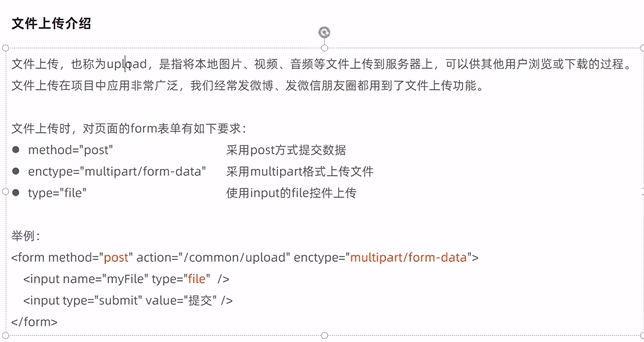 文件上传介绍
文件上传，也称为upload，是指将本地图片、视频、音频等文件上传到服务器上，可以供其他用户浏览或下载的过程。
文件上传在项目中应用非常广泛，我们经常发微博、发微信朋友圈都用到了文件上传功能。
文件上传时，对页面的form表单有如下要求：
● method="post" 采用post方式提交数据
● enctype="multipart/form-data" 采用multipart格式上传文件
● type="file" 使用input的file控件上传
举例：
<form method="post" action="/common/upload" enctype="multipart/form-data">
<input name="myFile" type="file" />
<input type="submit" value="提交" />
</form>